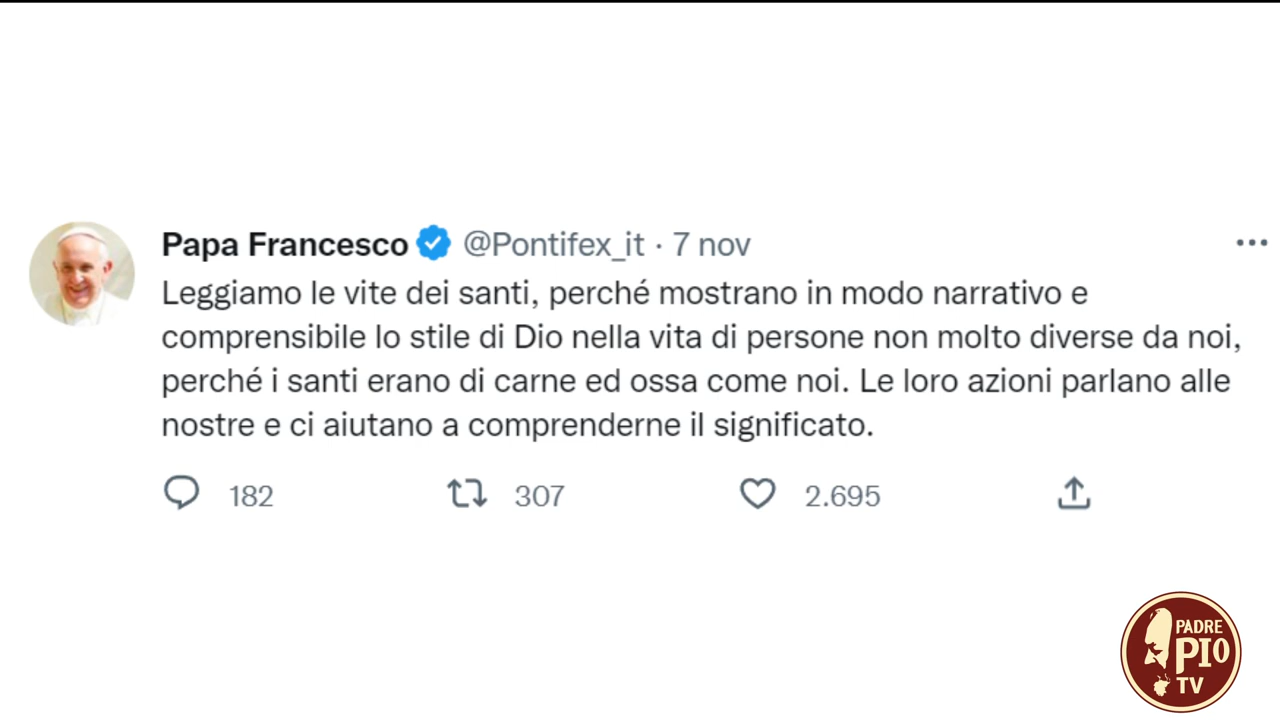 Papa Francesco @Pontifex_it · 7 nov
Leggiamo le vite dei santi, perché mostrano in modo narrativo e
comprensibile lo stile di Dio nella vita di persone non molto diverse da noi,
perché i santi erano di carne ed ossa come noi. Le loro azioni parlano alle
nostre e ci aiutano a comprenderne il significato.
182 307 2.695
PADRE
PIO
TV